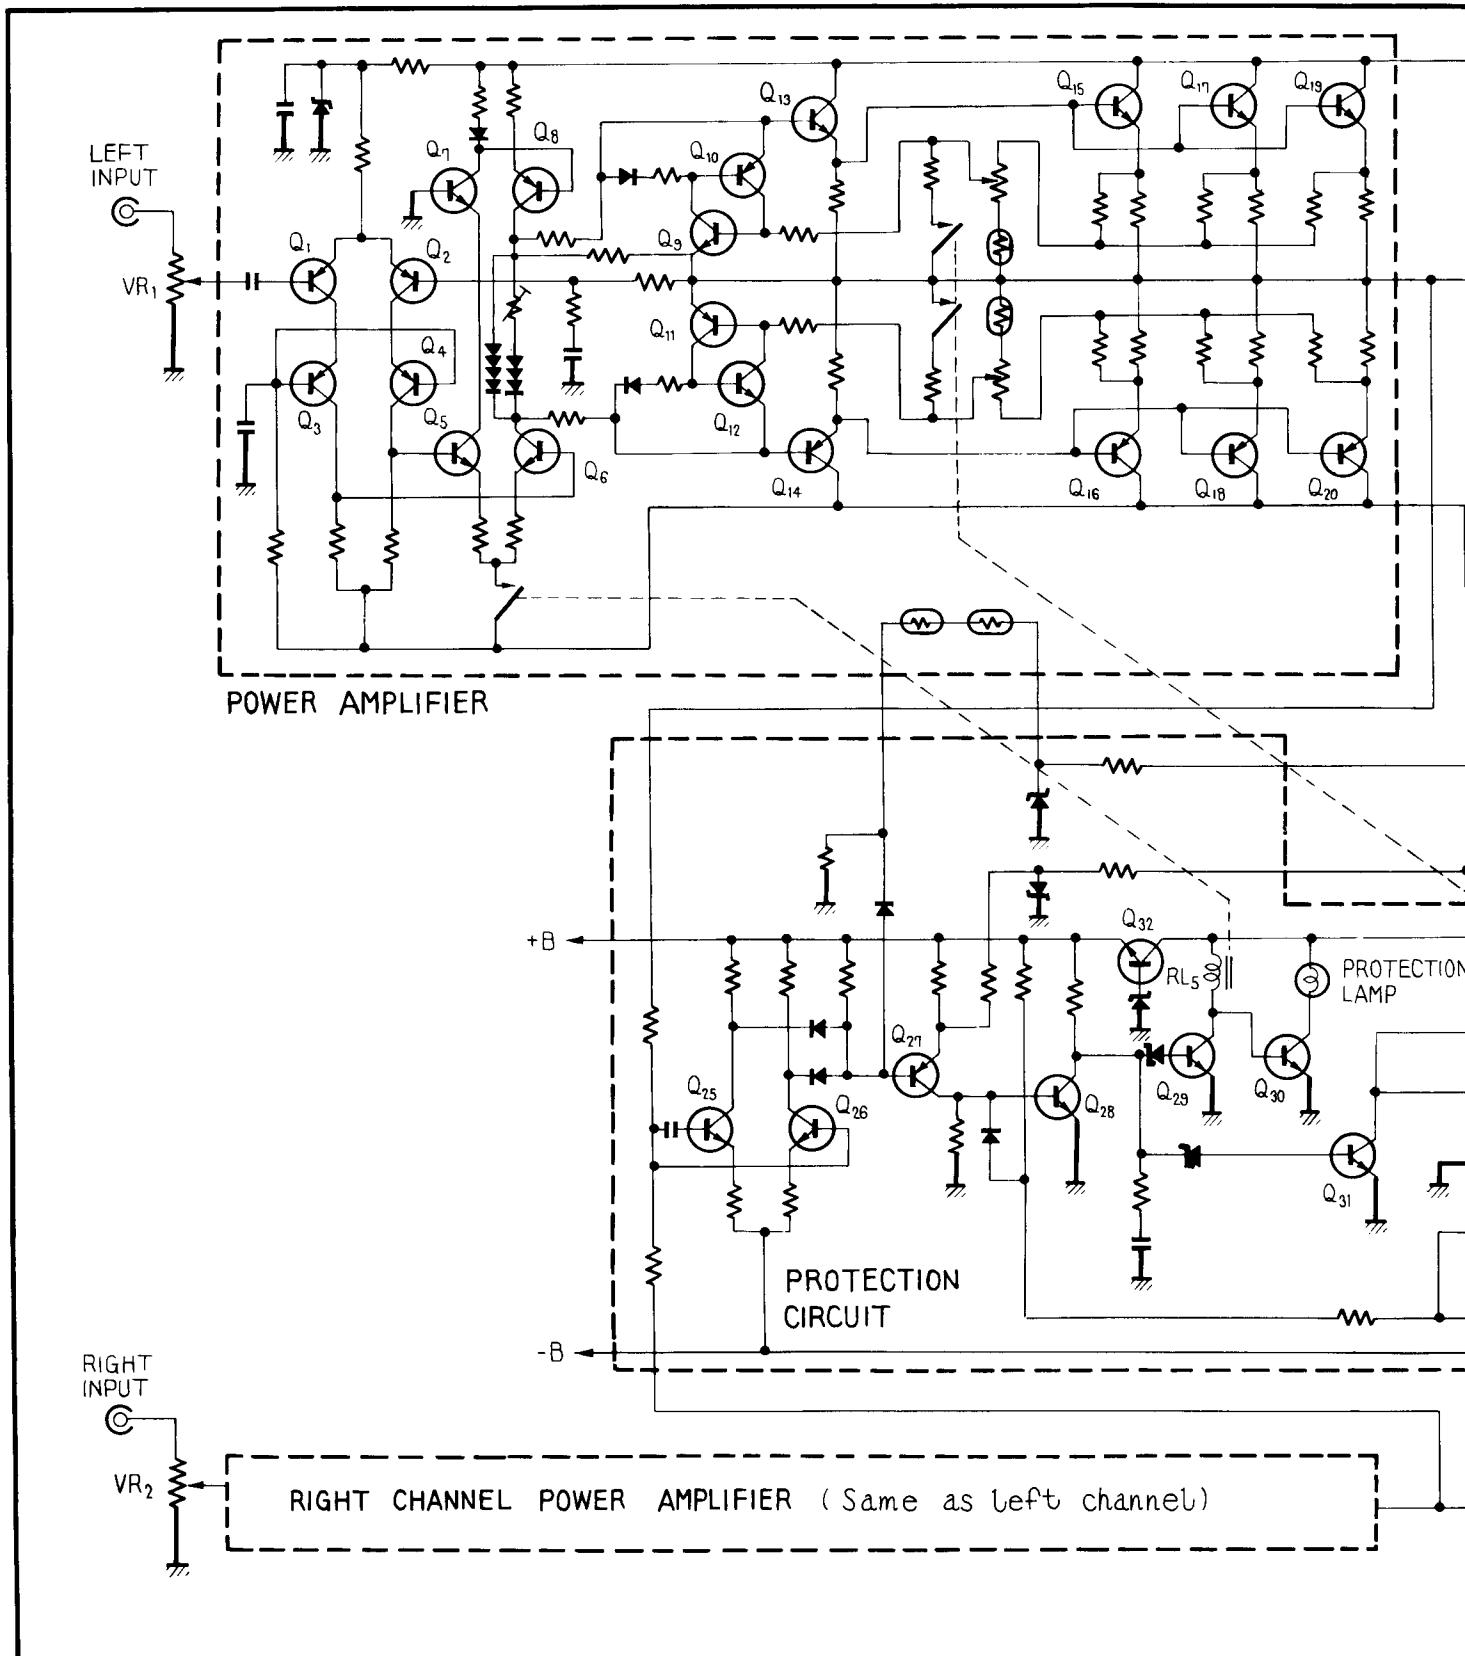 LEFT
INPUT
VR1
Q1
Q2
Q3
Q4
Q5
Q6
Q7
Q8
Q9
Q10
Q11
Q12
Q13
Q14
Q15
Q16
Q17
Q18
Q19
Q20
POWER AMPLIFIER
+B
Q32
RL5
PROTECTION
LAMP
Q25
Q26
Q27
Q28
Q29
Q30
Q31
PROTECTION
CIRCUIT
-B
RIGHT
INPUT
VR2
RIGHT CHANNEL POWER AMPLIFIER (Same as left channel)